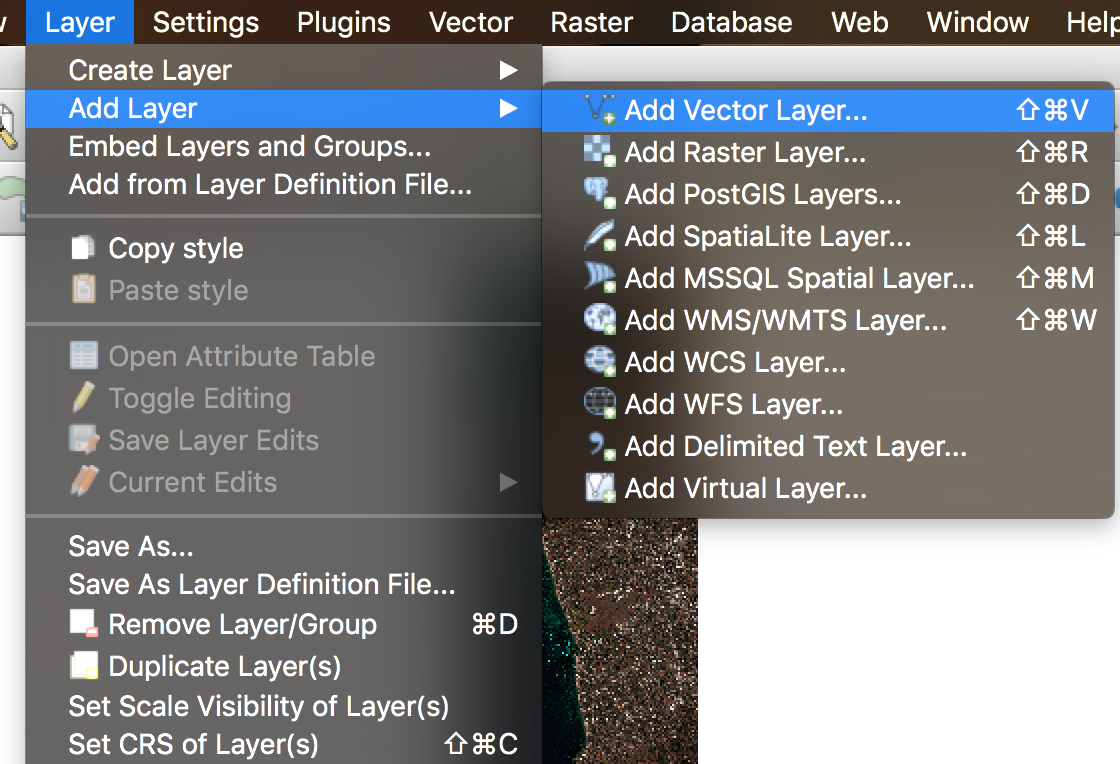 Layer Settings Plugins Vector Raster Database Web Window Help
Create Layer ▶
Add Layer ▶
Embed Layers and Groups...
Add from Layer Definition File...
Copy style
Paste style
Open Attribute Table
Toggle Editing
Save Layer Edits
Current Edits ▶
Save As...
Save As Layer Definition File...
Remove Layer/Group ⌘D
Duplicate Layer(s)
Set Scale Visibility of Layer(s)
Set CRS of Layer(s) ⇧⌘C
Add Vector Layer... ⇧⌘V
Add Raster Layer... ⇧⌘R
Add PostGIS Layers... ⇧⌘D
Add SpatiaLite Layer... ⇧⌘L
Add MSSQL Spatial Layer... ⇧⌘M
Add WMS/WMTS Layer... ⇧⌘W
Add WCS Layer...
Add WFS Layer...
Add Delimited Text Layer...
Add Virtual Layer...